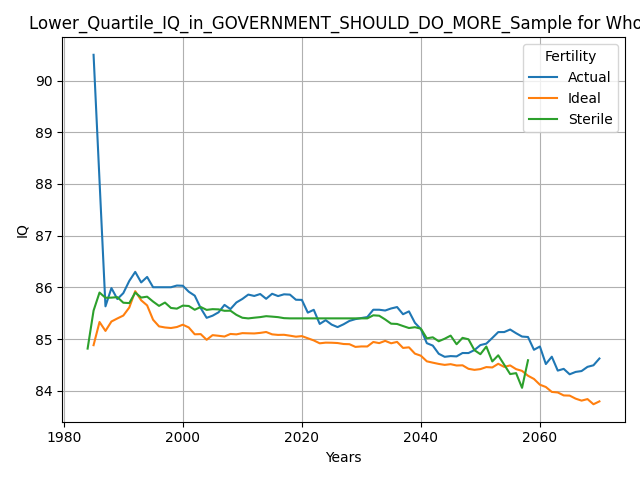 Lower_Quartile_IQ_in_GOVERNMENT_SHOULD_DO_MORE_Sample for Who
Fertility
Actual
Ideal
Sterile
IQ
90
89
88
87
86
85
84
1980 2000 2020 2040 2060
Years